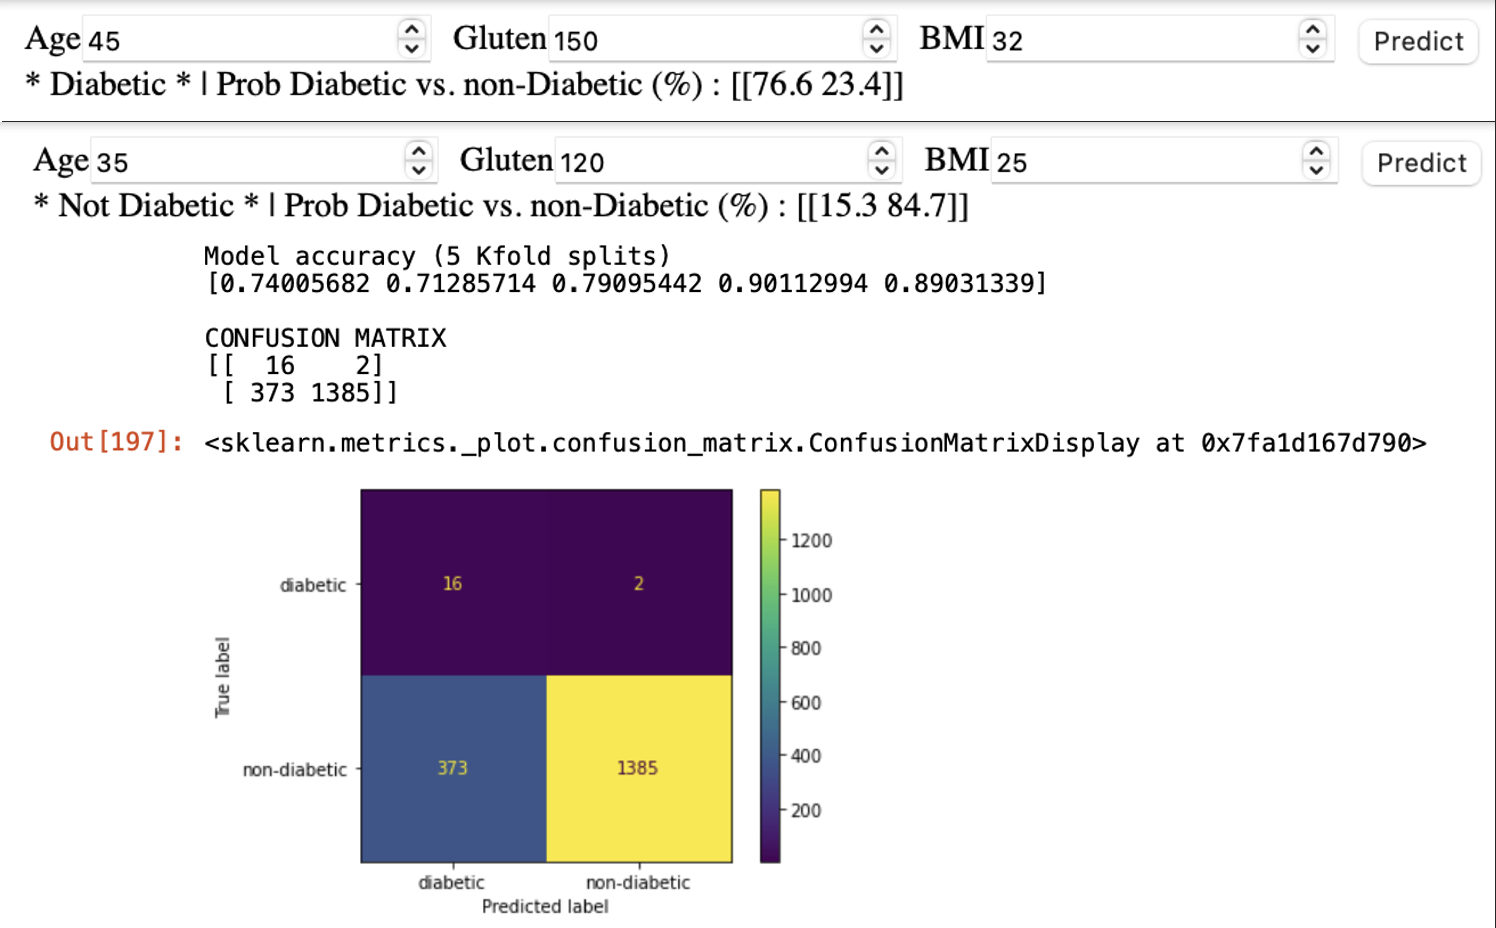 Age 45 Gluten 150 BMI 32 Predict
* Diabetic * | Prob Diabetic vs. non-Diabetic (%) : [[76.6 23.4]]
Age 35 Gluten 120 BMI 25 Predict
* Not Diabetic * | Prob Diabetic vs. non-Diabetic (%) : [[15.3 84.7]]
Model accuracy (5 Kfold splits)
[0.74005682 0.71285714 0.79095442 0.90112994 0.89031339]
CONFUSION MATRIX
[[  16    2]
 [ 373 1385]]
Out[197]: <sklearn.metrics._plot.confusion_matrix.ConfusionMatrixDisplay at 0x7fa1d167d790>
diabetic 16 2
non-diabetic 373 1385
True label
diabetic non-diabetic
Predicted label
1200
1000
800
600
400
200